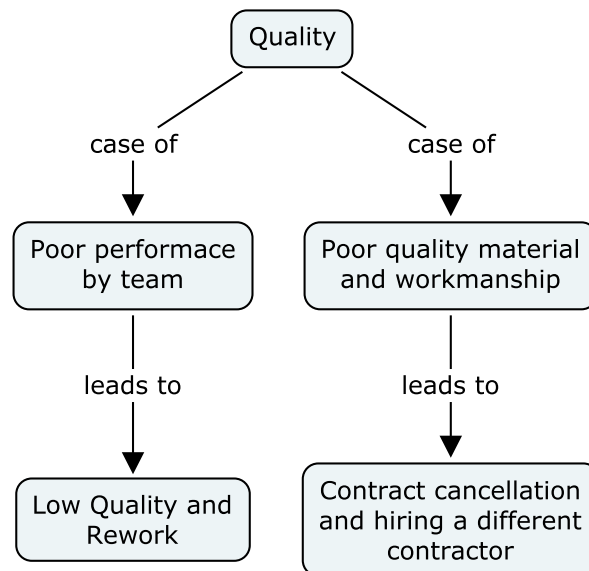 Quality
case of
case of
Poor performace
by team
Poor quality material
and workmanship
leads to
leads to
Low Quality and
Rework
Contract cancellation
and hiring a different
contractor